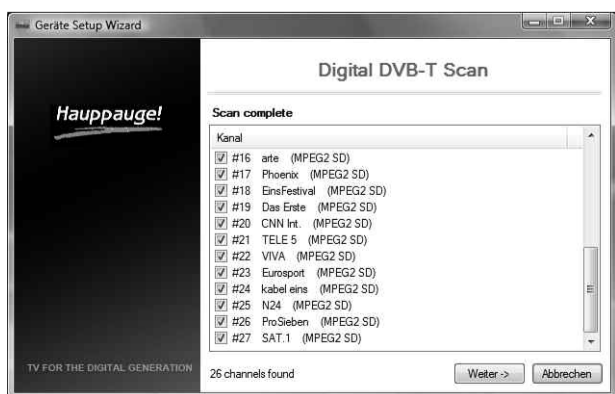 Geräte Setup Wizard
Hauppauge!
TV FOR THE DIGITAL GENERATION
Digital DVB-T Scan
Scan complete
Kanal
#16 arte (MPEG2 SD)
#17 Phoenix (MPEG2 SD)
#18 EinsFestival (MPEG2 SD)
#19 Das Erste (MPEG2 SD)
#20 CNN Int. (MPEG2 SD)
#21 TELE 5 (MPEG2 SD)
#22 VIVA (MPEG2 SD)
#23 Eurosport (MPEG2 SD)
#24 kabel eins (MPEG2 SD)
#25 N24 (MPEG2 SD)
#26 ProSieben (MPEG2 SD)
#27 SAT.1 (MPEG2 SD)
26 channels found
Weiter ->
Abbrechen